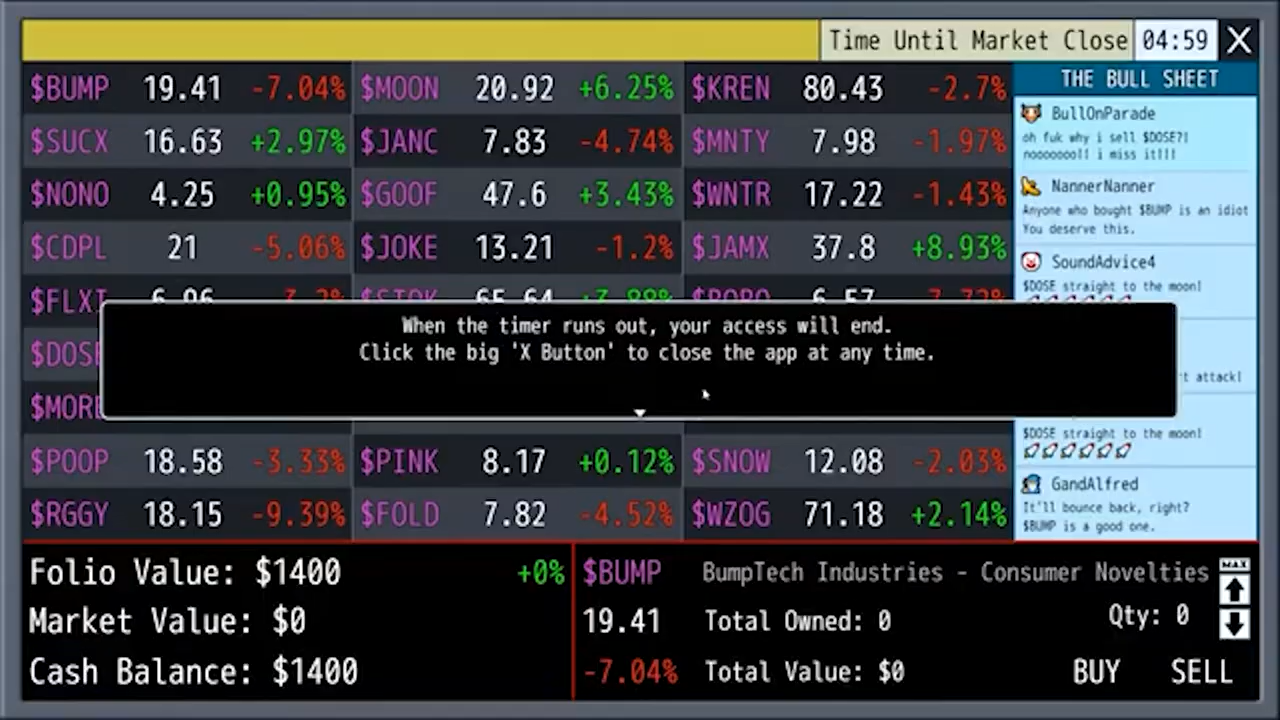 Time Until Market Close 04:59 X
$BUMP 19.41 -7.04% $MOON 20.92 +6.25% $KREN 80.43 -2.7%
$SUCX 16.63 +2.97% $JANC 7.83 -4.74% $MNTY 7.98 -1.97%
$NONO 4.25 +0.95% $GOOF 47.6 +3.43% $WNTR 17.22 -1.43%
$CDPL 21 -5.06% $JOKE 13.21 -1.2% $JAMX 37.8 +8.93%
$FLXI
$DOSE
$MORE
$POOP 18.58 -3.33% $PINK 8.17 +0.12% $SNOW 12.08 -2.03%
$RGGY 18.15 -9.39% $FOLD 7.82 -4.52% $WZOG 71.18 +2.14%
THE BULL SHEET
BullOnParade
oh fuk why i sell $DOSE?!
nooooooo!! i miss it!!!
NannerNanner
Anyone who bought $BUMP is an idiot
You deserve this.
SoundAdvice4
$DOSE straight to the moon!
attack!
$DOSE straight to the moon!
GandAlfred
It'll bounce back, right?
$BUMP is a good one.
When the timer runs out, your access will end.
Click the big 'X Button' to close the app at any time.
Folio Value: $1400 +0%
Market Value: $0
Cash Balance: $1400
$BUMP BumpTech Industries - Consumer Novelties MAX
19.41 Total Owned: 0 Qty: 0
-7.04% Total Value: $0 BUY SELL